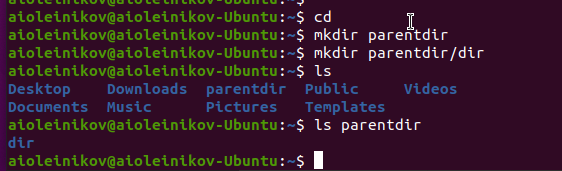 aioleinikov@aioleinikov-Ubuntu:~$ cd
aioleinikov@aioleinikov-Ubuntu:~$ mkdir parentdir
aioleinikov@aioleinikov-Ubuntu:~$ mkdir parentdir/dir
aioleinikov@aioleinikov-Ubuntu:~$ ls
Desktop Downloads parentdir Public Videos
Documents Music Pictures Templates
aioleinikov@aioleinikov-Ubuntu:~$ ls parentdir
dir
aioleinikov@aioleinikov-Ubuntu:~$